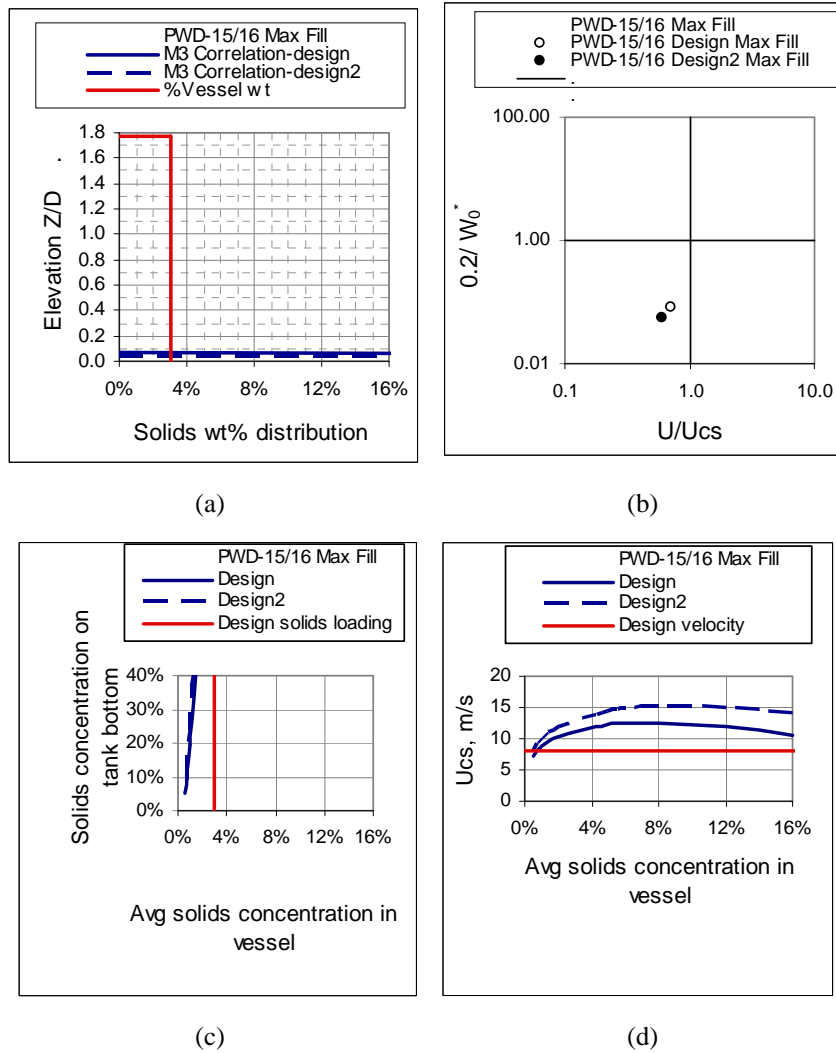 PWD-15/16 Max Fill
M3 Correlation-design
M3 Correlation-design2
%Vessel wt
1.8
1.6
1.4
1.2
1.0
0.8
0.6
0.4
0.2
0.0
Elevation Z/D
0% 4% 8% 12% 16%
Solids wt% distribution
(a)
PWD-15/16 Max Fill
PWD-15/16 Design Max Fill
PWD-15/16 Design2 Max Fill
100.00
1.00
0.01
0.2/ W₀*
0.1 1.0 10.0
U/Ucs
(b)
PWD-15/16 Max Fill
Design
Design2
Design solids loading
Solids concentration on
tank bottom
40%
30%
20%
10%
0%
0% 4% 8% 12% 16%
Avg solids concentration in
vessel
(c)
PWD-15/16 Max Fill
Design
Design2
Design velocity
Ucs, m/s
20
15
10
5
0
0% 4% 8% 12% 16%
Avg solids concentration in
vessel
(d)